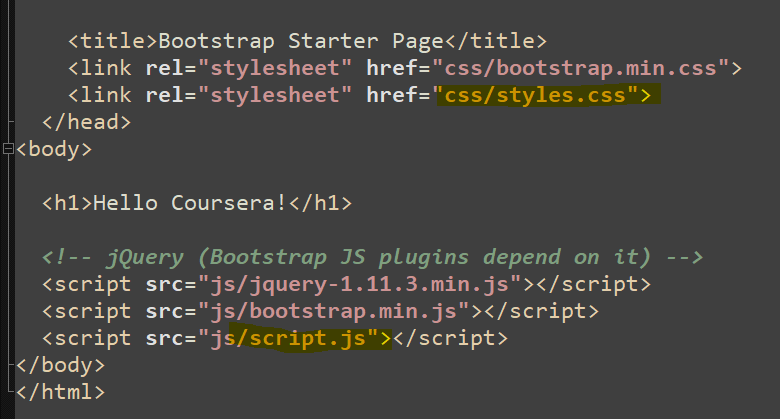 <title>Bootstrap Starter Page</title>
<link rel="stylesheet" href="css/bootstrap.min.css">
<link rel="stylesheet" href="css/styles.css">
</head>
<body>
<h1>Hello Coursera!</h1>
<!-- jQuery (Bootstrap JS plugins depend on it) -->
<script src="js/jquery-1.11.3.min.js"></script>
<script src="js/bootstrap.min.js"></script>
<script src="js/script.js"></script>
</body>
</html>